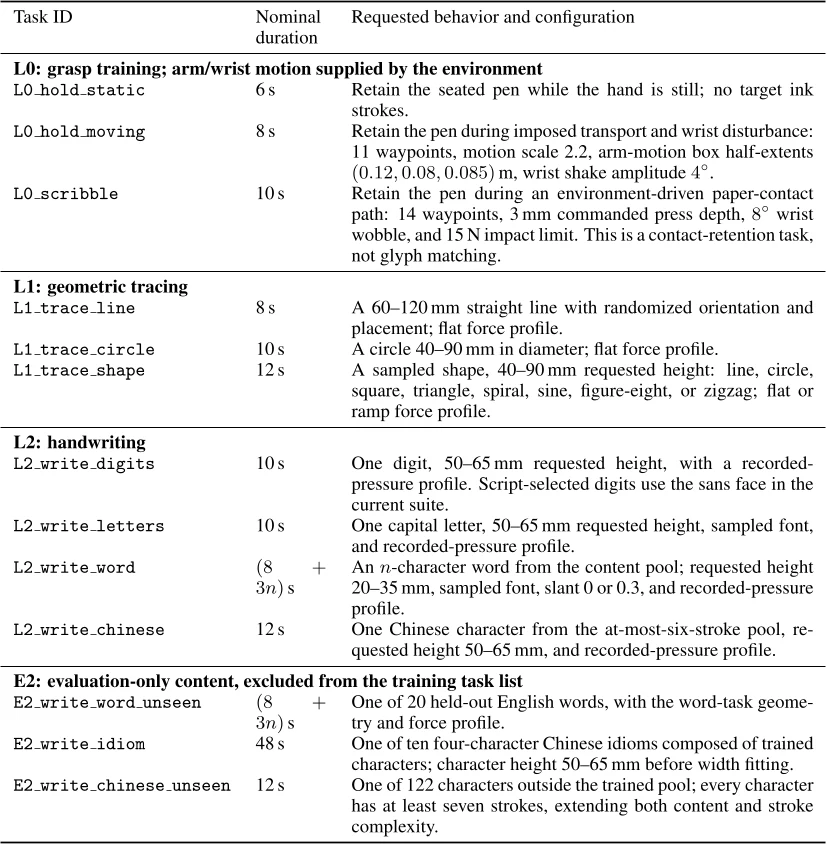 Task ID Nominal duration Requested behavior and configuration
L0: grasp training; arm/wrist motion supplied by the environment
L0_hold_static 6 s Retain the seated pen while the hand is still; no target ink
strokes.
L0_hold_moving 8 s Retain the pen during imposed transport and wrist disturbance:
11 waypoints, motion scale 2.2, arm-motion box half-extents
(0.12, 0.08, 0.085) m, wrist shake amplitude 4°.
L0_scribble 10 s Retain the pen during an environment-driven paper-contact
path: 14 waypoints, 3 mm commanded press depth, 8° wrist
wobble, and 15 N impact limit. This is a contact-retention task,
not glyph matching.
L1: geometric tracing
L1_trace_line 8 s A 60–120 mm straight line with randomized orientation and
placement; flat force profile.
L1_trace_circle 10 s A circle 40–90 mm in diameter; flat force profile.
L1_trace_shape 12 s A sampled shape, 40–90 mm requested height: line, circle,
square, triangle, spiral, sine, figure-eight, or zigzag; flat or
ramp force profile.
L2: handwriting
L2_write_digits 10 s One digit, 50–65 mm requested height, with a recorded-
pressure profile. Script-selected digits use the sans face in the
current suite.
L2_write_letters 10 s One capital letter, 50–65 mm requested height, sampled font,
and recorded-pressure profile.
L2_write_word (8 + An n-character word from the content pool; requested height
3n) s 20–35 mm, sampled font, slant 0 or 0.3, and recorded-pressure
profile.
L2_write_chinese 12 s One Chinese character from the at-most-six-stroke pool, re-
quested height 50–65 mm, and recorded-pressure profile.
E2: evaluation-only content, excluded from the training task list
E2_write_word_unseen (8 + One of 20 held-out English words, with the word-task geome-
3n) s try and force profile.
E2_write_idiom 48 s One of ten four-character Chinese idioms composed of trained
characters; character height 50–65 mm before width fitting.
E2_write_chinese_unseen 12 s One of 122 characters outside the trained pool; every character
has at least seven strokes, extending both content and stroke
complexity.